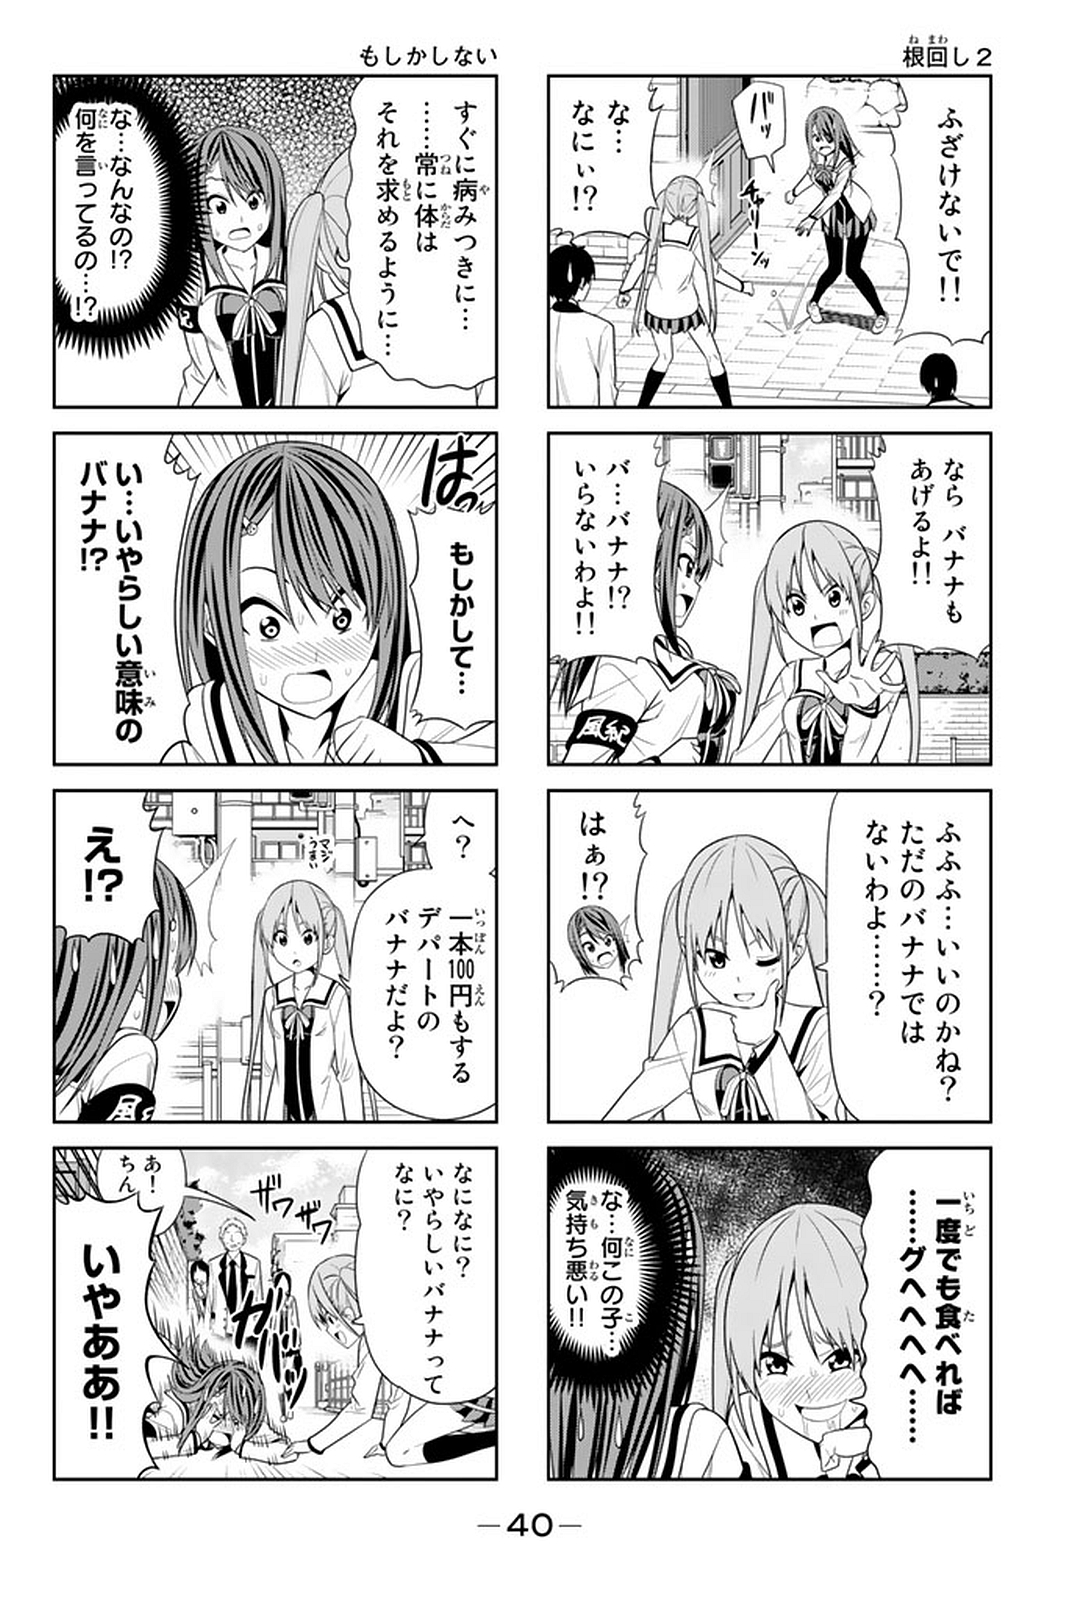 根回し2
ふざけないで!!
バッ
チャリーンッ
な…
なにぃ!?
なら バナナも
あげるよ!!
バ…バナナ!?
いらないわよ!!
風紀
ふふふ…いいのかね?
ただのバナナでは
ないわよ……?
はぁ!?
一度でも食べれば
……グヘヘヘヘ……
な…何この子…
気持ち悪い!!
もしかしない
すぐに病みつきに…
……常に体は
それを求めるように…
な…なんなの!?
何を言ってるの…!?
はっ
もしかして…
い…いやらしい意味の
バナナ!?
へ?
一本100円もする
デパートの
バナナだよ?
マジ
うまい
え!?
風紀
なになに?
いやらしいバナナって
なに?
ザワ
ザワ
あ!
ちん
いやああ!!
—40—